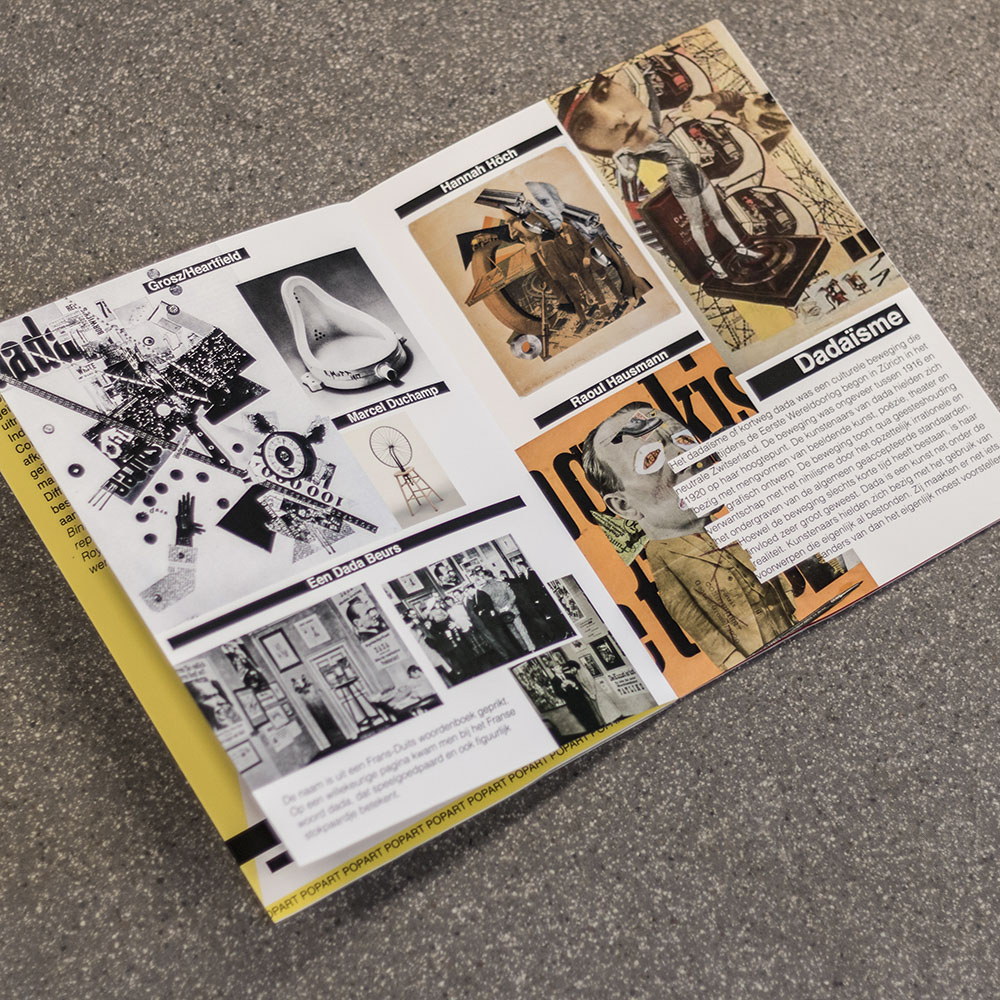 Grosz/Heartfield
Marcel Duchamp
Een Dada Beurs
De naam is uit een Frans-Duits woordenboek geprikt.
Op een willekeurige pagina kwam men bij het Franse
woord dada, dat speelgoedpaard en ook figuurlijk
stokpaardje betekent.
POPART POPART POPART POPART POPART POPART POPART
Hannah Höch
Raoul Hausmann
Dadaïsme
Het dadaïsme of kortweg dada was een culturele beweging die
tijdens de Eerste Wereldoorlog begon in Zürich in het
neutrale Zwitserland. De beweging was ongeveer tussen 1916 en
1920 op haar hoogtepunt. De kunstenaars van dada hielden zich
bezig met mengvormen van beeldende kunst, poëzie, theater en
grafisch ontwerp. De beweging toont qua geesteshouding
verwantschap met het nihilisme door het opzettelijk irrationele en
het ondergraven van de algemeen geaccepteerde standaarden.
Hoewel de beweging slechts korte tijd heeft bestaan, is haar
invloed zeer groot geweest. Dada is een kunst net onder de
realiteit. Kunstenaars hielden zich bezig met het gebruik van
voorwerpen die eigenlijk al bestonden. Zij maakten er net iets
anders van dan het eigenlijk moest voorstellen.